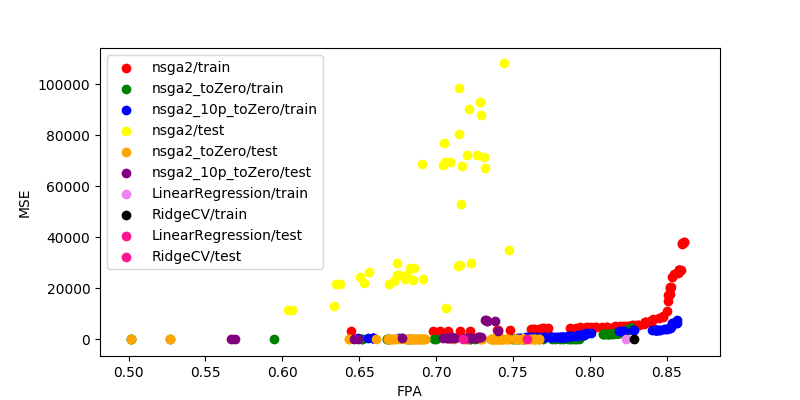 100000
80000
60000
40000
20000
0
MSE
nsga2/train
nsga2_toZero/train
nsga2_10p_toZero/train
nsga2/test
nsga2_toZero/test
nsga2_10p_toZero/test
LinearRegression/train
RidgeCV/train
LinearRegression/test
RidgeCV/test
0.50 0.55 0.60 0.65 0.70 0.75 0.80 0.85
FPA